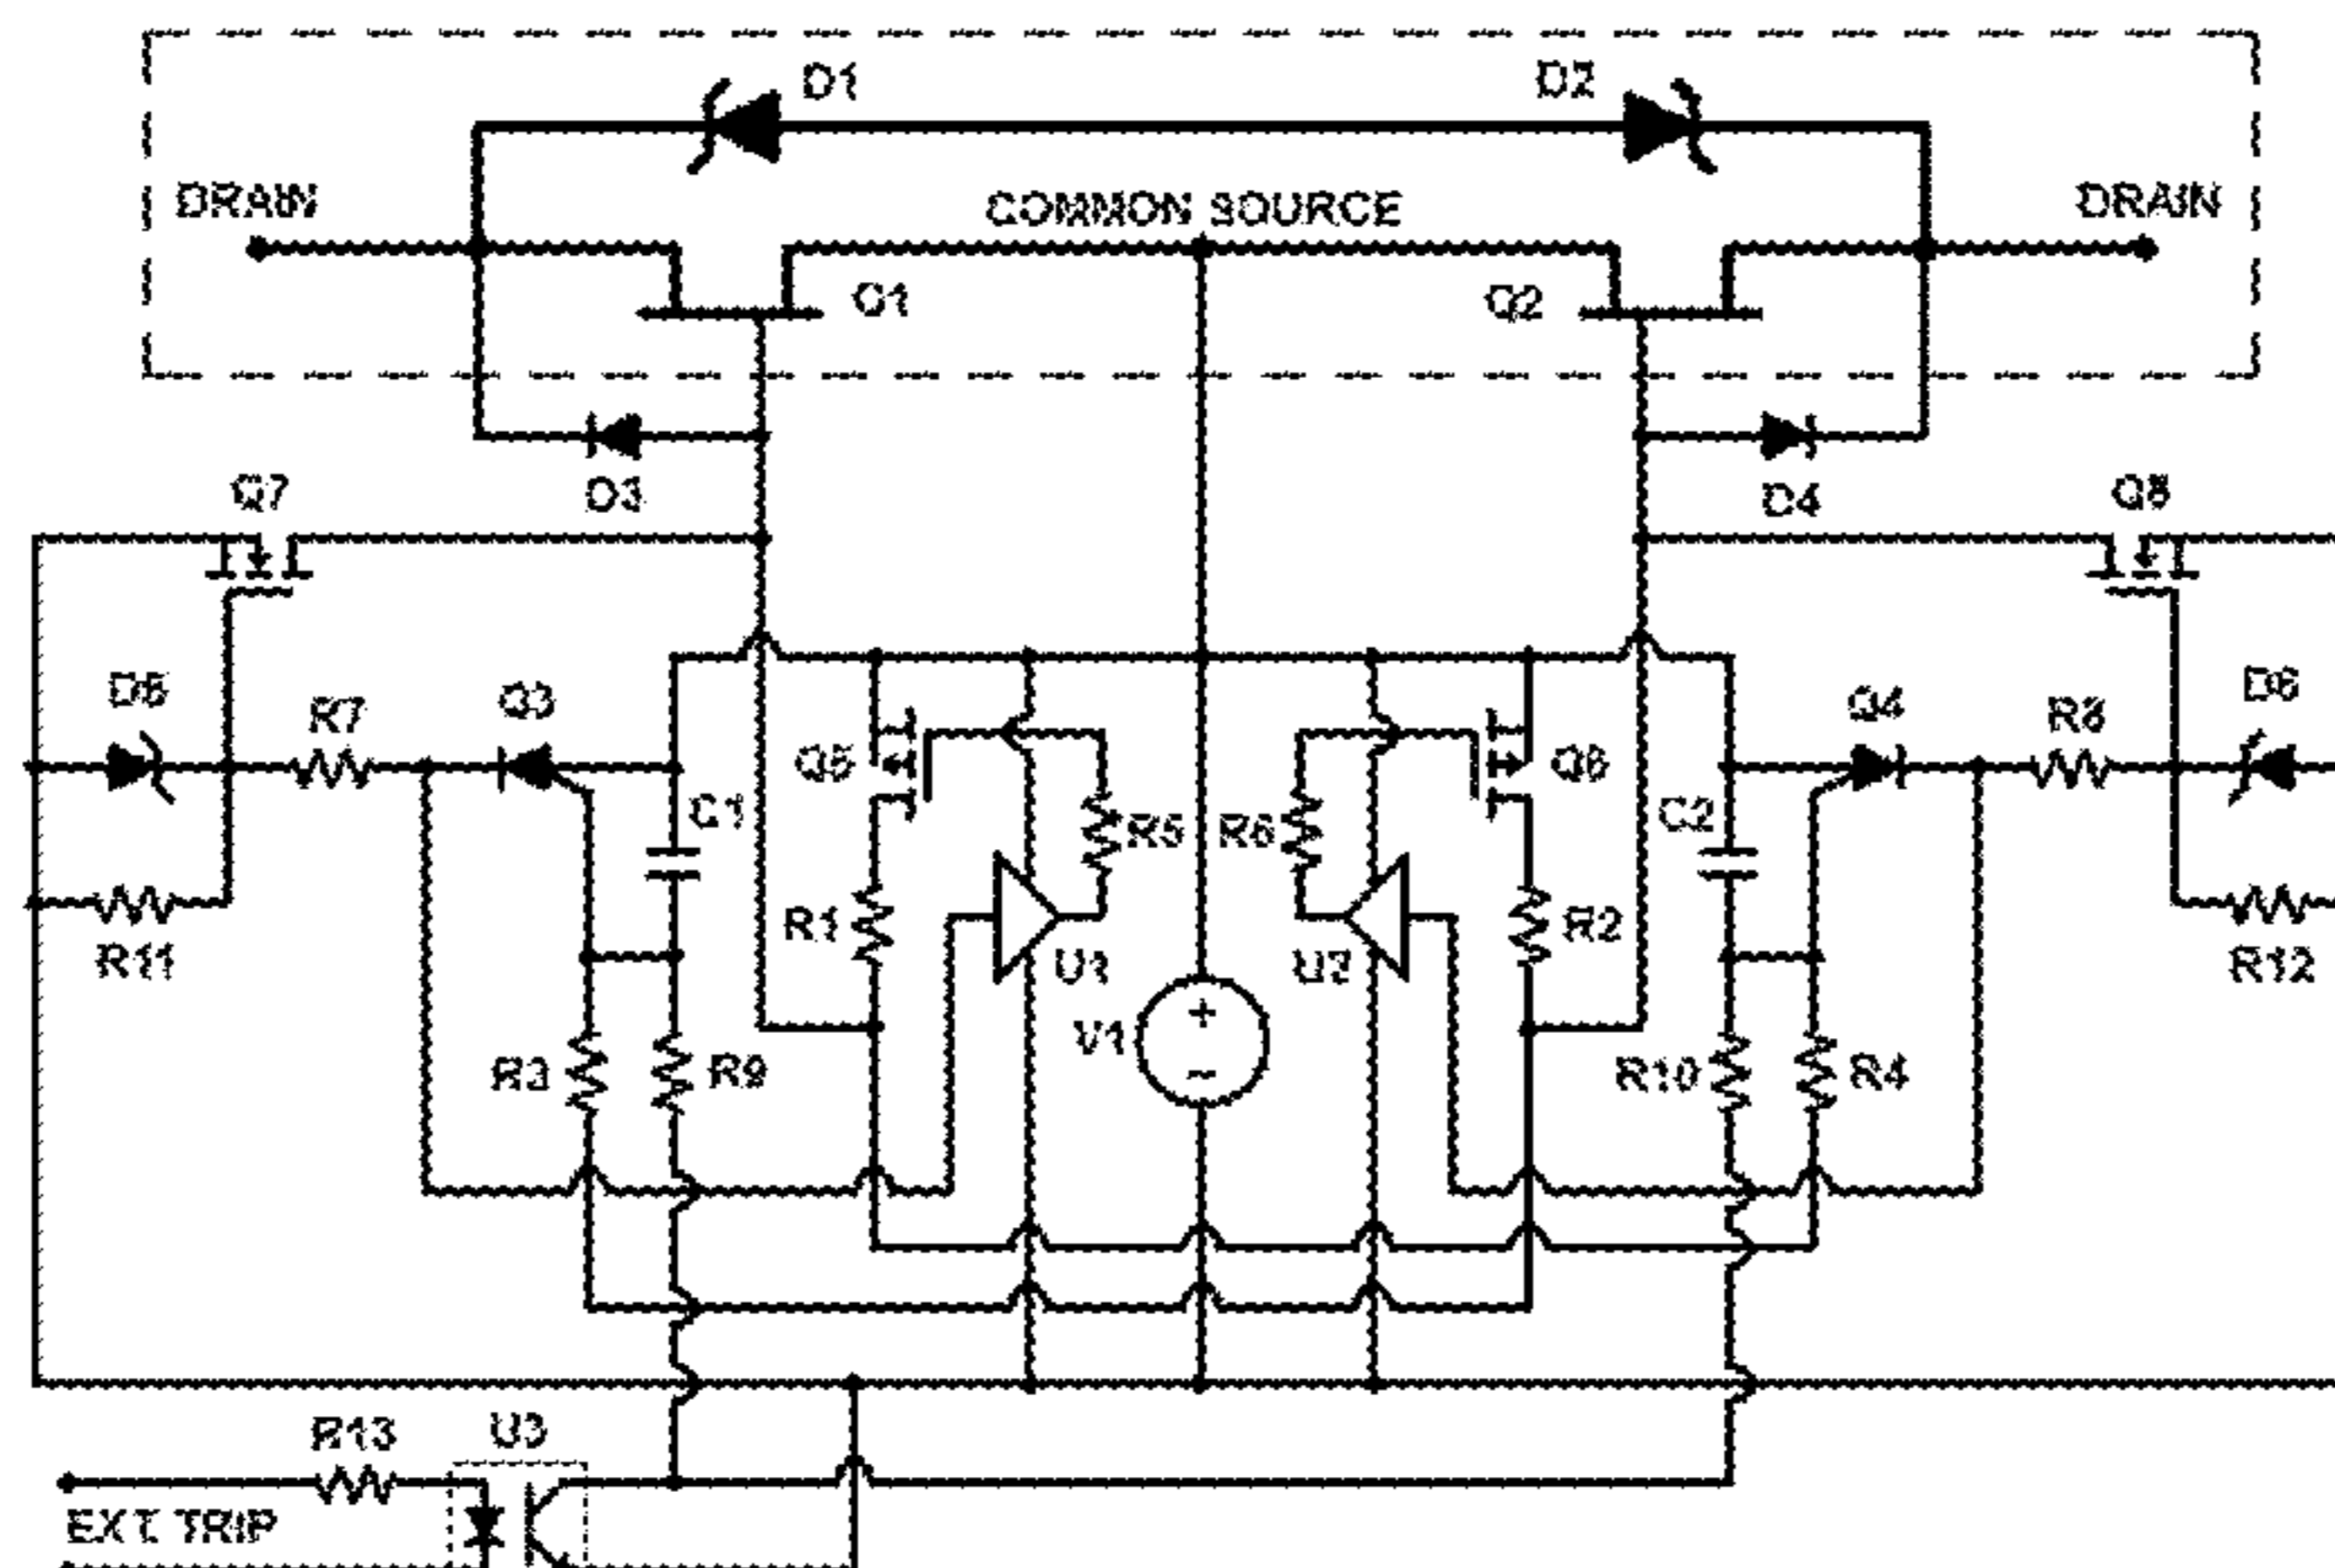 D1
D2
DRAIN
COMMON SOURCE
DRAIN
Q1
Q2
D3
D4
Q7
Q8
D5
R7
Q3
C1
Q5
R5
R6
Q6
C2
Q4
R8
D6
R11
R1
U1
U2
R2
R12
V1
+
−
R3
R9
R10
R4
R13
U3
EXT. TRIP